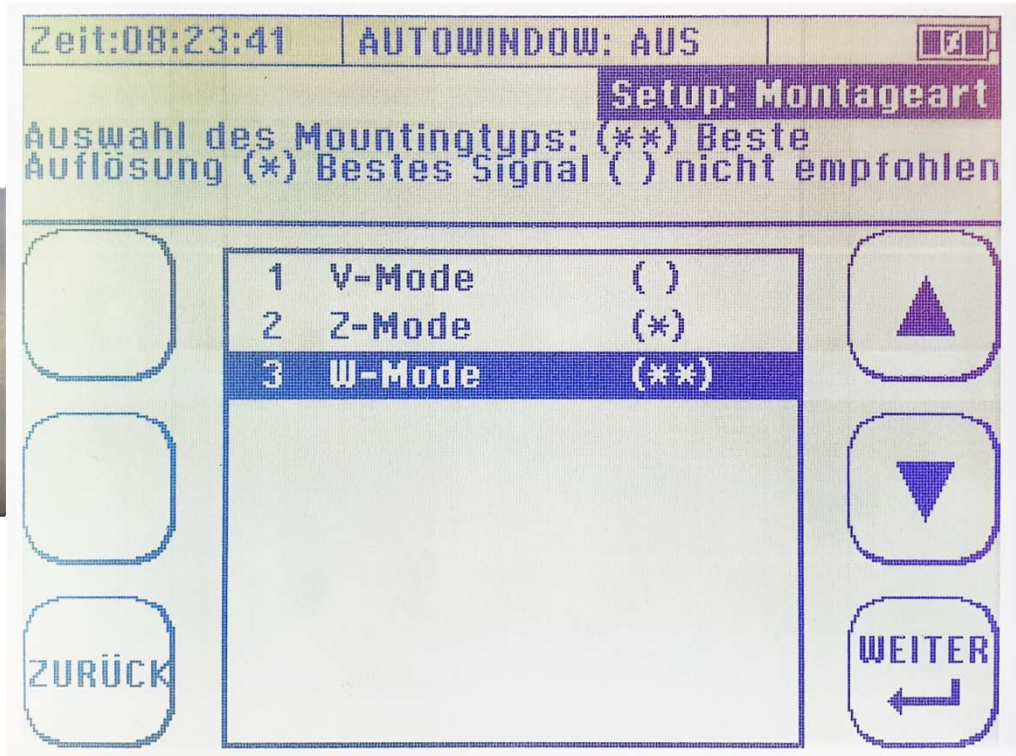 Zeit:08:23:41
AUTOWINDOW: AUS
Setup: Montageart
Auswahl des Mountingtyps: (**) Beste
Auflösung (*) Bestes Signal ( ) nicht empfohlen
1 V-Mode ( )
2 Z-Mode (*)
3 W-Mode (**)
ZURÜCK
WEITER